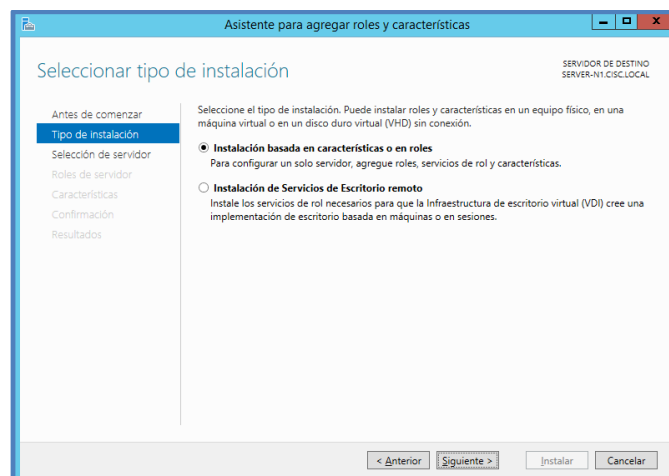 Asistente para agregar roles y características
Seleccionar tipo de instalación
SERVIDOR DE DESTINO
SERVER-N1.CISC.LOCAL
Antes de comenzar
Tipo de instalación
Selección de servidor
Roles de servidor
Características
Confirmación
Resultados
Seleccione el tipo de instalación. Puede instalar roles y características en un equipo físico, en una
máquina virtual o en un disco duro virtual (VHD) sin conexión.
Instalación basada en características o en roles
Para configurar un solo servidor, agregue roles, servicios de rol y características.
Instalación de Servicios de Escritorio remoto
Instale los servicios de rol necesarios para que la Infraestructura de escritorio virtual (VDI) cree una
implementación de escritorio basada en máquinas o en sesiones.
< Anterior
Siguiente >
Instalar
Cancelar